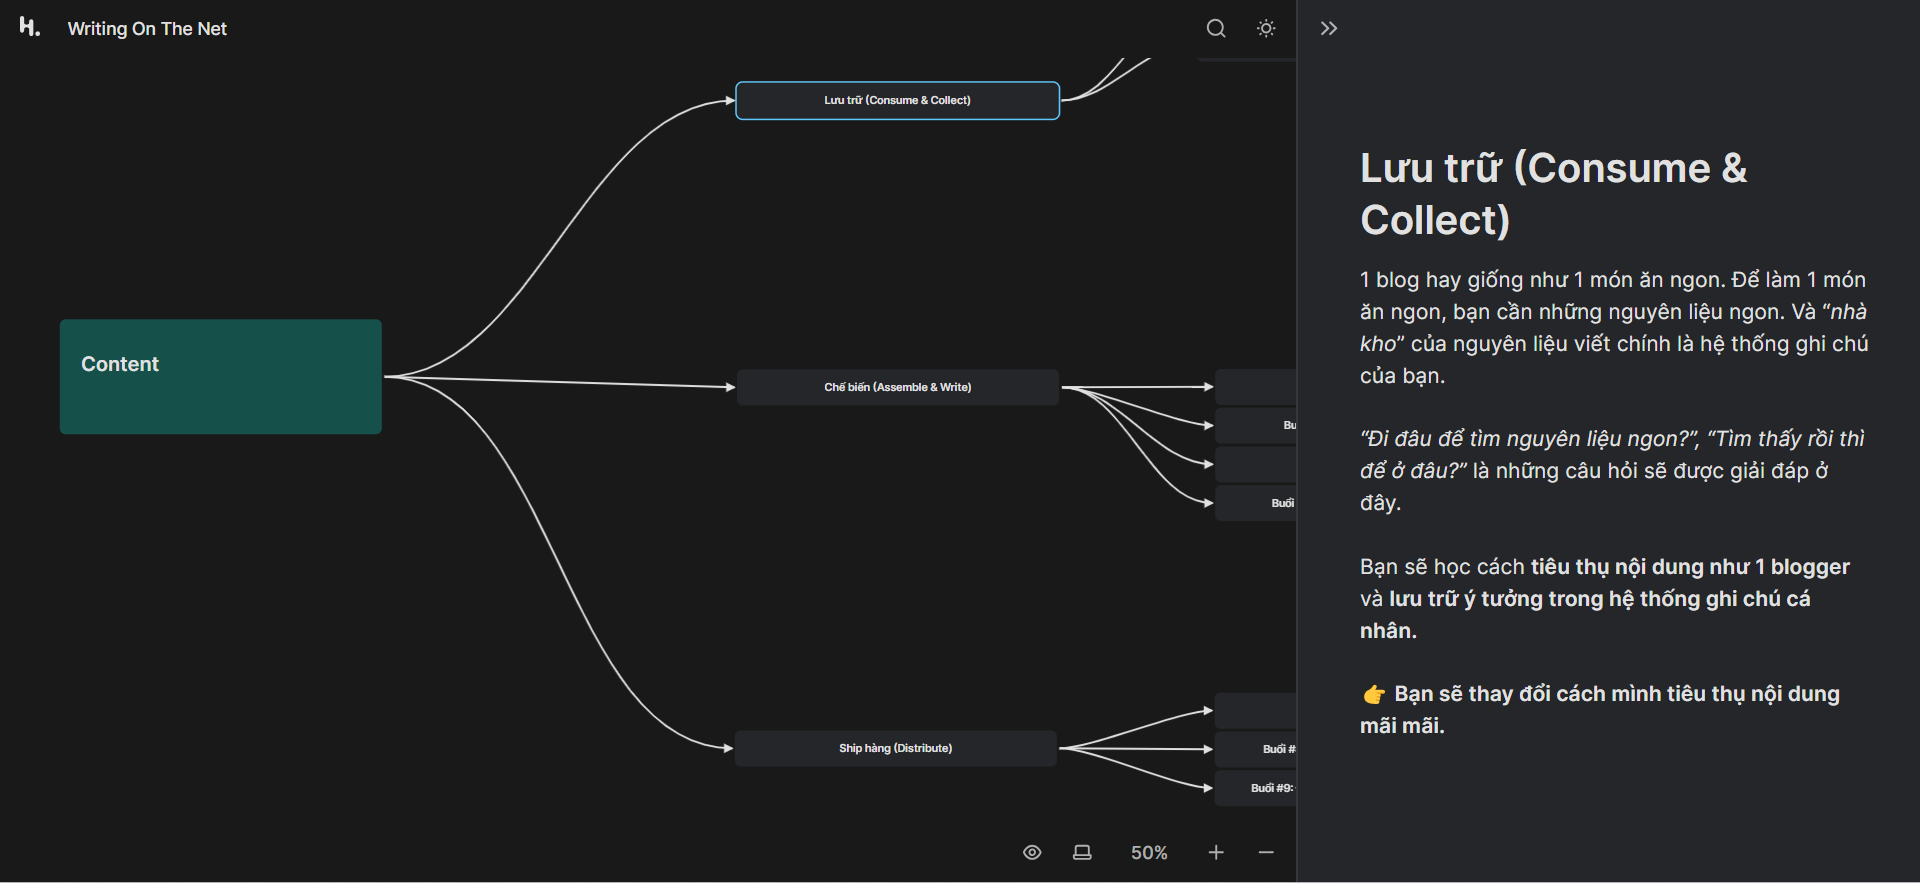 H.
Writing On The Net
Lưu trữ (Consume & Collect)
Content
Chế biến (Assemble & Write)
Buổi
Ship hàng (Distribute)
Buổi #
Buổi #9:
50%
Lưu trữ (Consume &
Collect)
1 blog hay giống như 1 món ăn ngon. Để làm 1 món
ăn ngon, bạn cần những nguyên liệu ngon. Và “nhà
kho” của nguyên liệu viết chính là hệ thống ghi chú
của bạn.
“Đi đâu để tìm nguyên liệu ngon?”, “Tìm thấy rồi thì
để ở đâu?” là những câu hỏi sẽ được giải đáp ở
đây.
Bạn sẽ học cách tiêu thụ nội dung như 1 blogger
và lưu trữ ý tưởng trong hệ thống ghi chú cá
nhân.
👉 Bạn sẽ thay đổi cách mình tiêu thụ nội dung
mãi mãi.